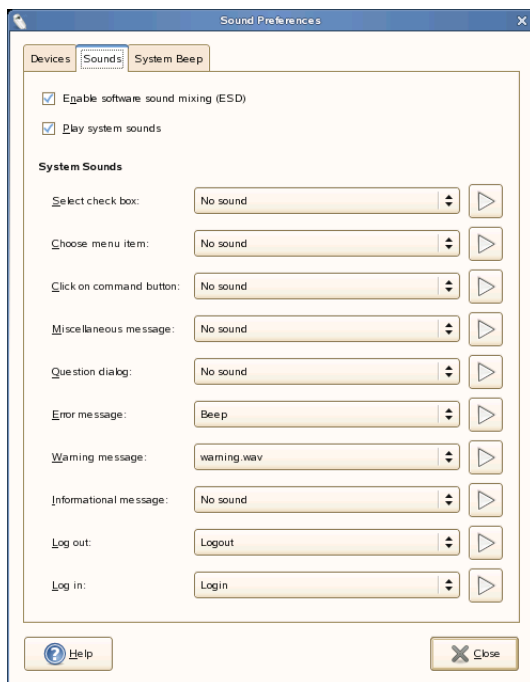 Sound Preferences
Devices Sounds System Beep
Enable software sound mixing (ESD)
Play system sounds
System Sounds
Select check box: No sound
Choose menu item: No sound
Click on command button: No sound
Miscellaneous message: No sound
Question dialog: No sound
Error message: Beep
Warning message: warning.wav
Informational message: No sound
Log out: Logout
Log in: Login
Help Close